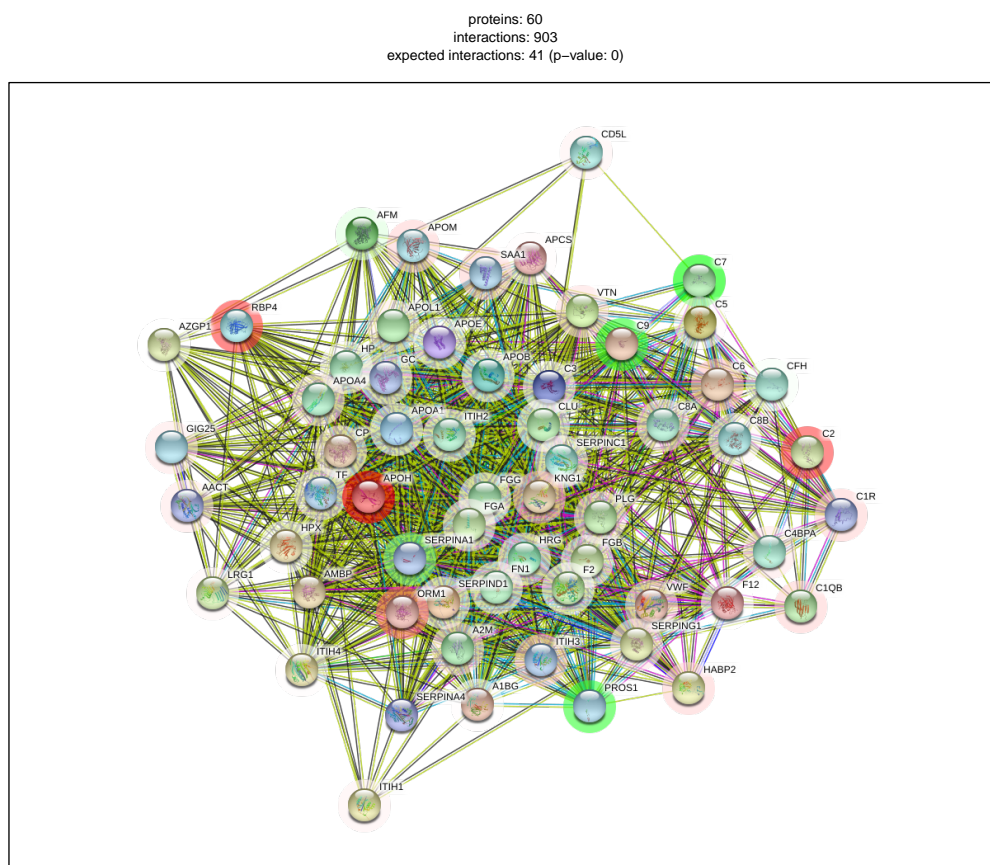 proteins: 60
interactions: 903
expected interactions: 41 (p−value: 0)
CD5L
AFM
APOM
APCS
SAA1
C7
RBP4
VTN
C5
AZGP1
APOL1
APOE
C9
HP
GC
APOB
C3
C6
CFH
APOA4
APOA1
ITIH2
CLU
C8A
C8B
C2
GIG25
CP
SERPINC1
AACT
TF
APOH
FGG
KNG1
PLG
C1R
FGA
HPX
SERPINA1
HRG
FGB
C4BPA
LRG1
AMBP
FN1
F2
SERPIND1
ORM1
VWF
F12
C1QB
ITIH4
A2M
ITIH3
SERPING1
HABP2
SERPINA4
A1BG
PROS1
ITIH1